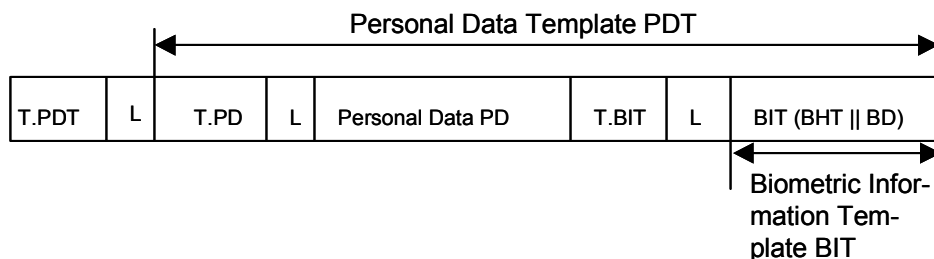 Personal Data Template PDT
T.PDT L T.PD L Personal Data PD T.BIT L BIT (BHT || BD)
Biometric Infor-
mation Tem-
plate BIT